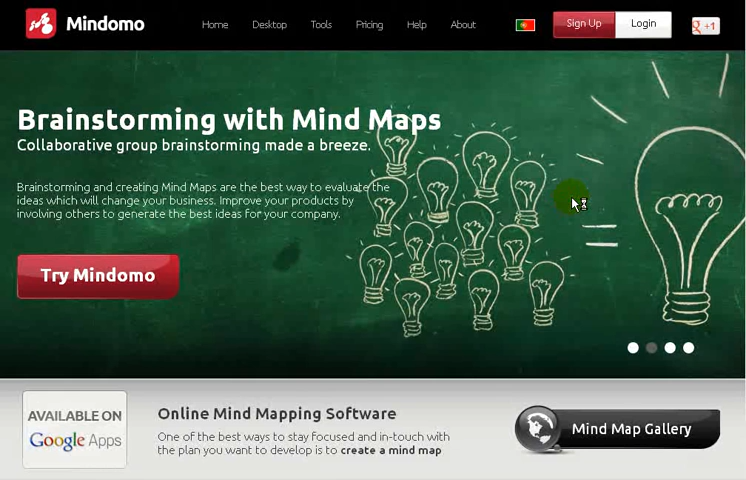 Mindomo
Home Desktop Tools Pricing Help About
Sign Up Login
+1
Brainstorming with Mind Maps
Collaborative group brainstorming made a breeze.
Brainstorming and creating Mind Maps are the best way to evaluate the
ideas which will change your business. Improve your products by
involving others to generate the best ideas for your company.
Try Mindomo
AVAILABLE ON
Google Apps
Online Mind Mapping Software
One of the best ways to stay focused and in-touch with
the plan you want to develop is to create a mind map
Mind Map Gallery